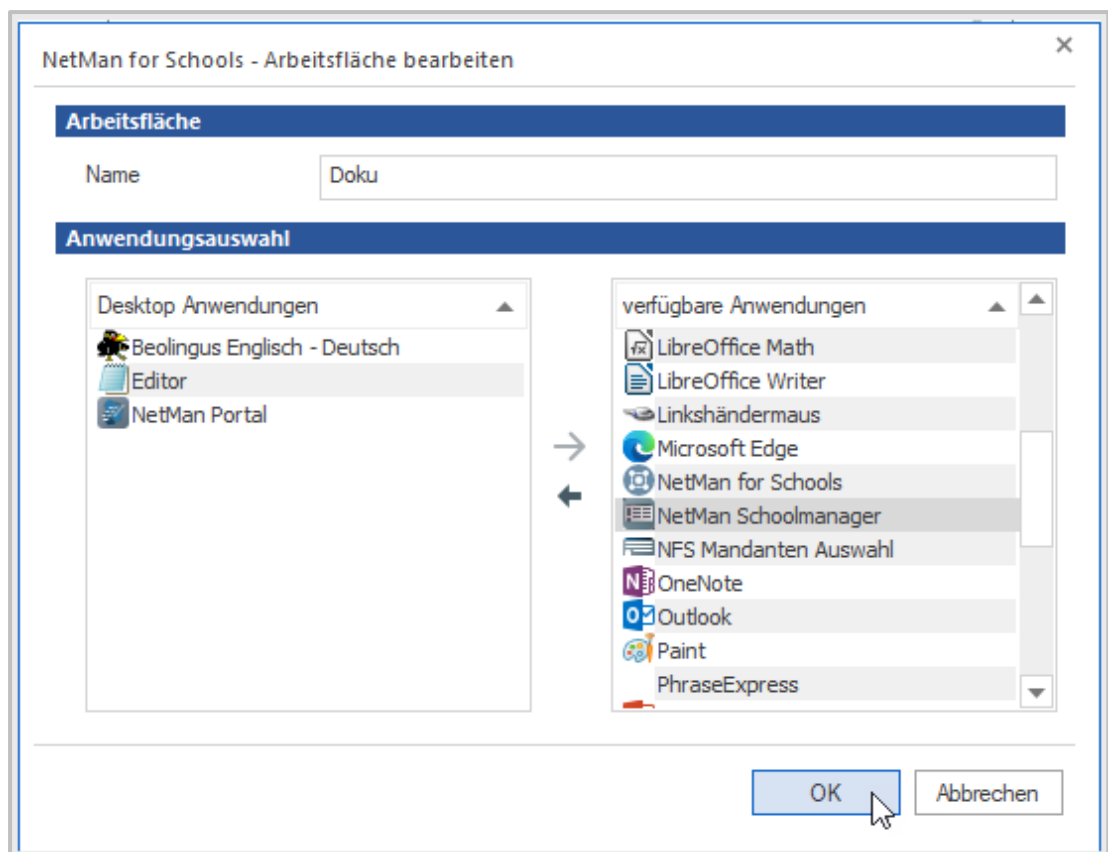 NetMan for Schools - Arbeitsfläche bearbeiten
Arbeitsfläche
Name
Doku
Anwendungsauswahl
Desktop Anwendungen
Beolingus Englisch - Deutsch
Editor
NetMan Portal
verfügbare Anwendungen
LibreOffice Math
LibreOffice Writer
Linkshändermaus
Microsoft Edge
NetMan for Schools
NetMan Schoolmanager
NFS Mandanten Auswahl
OneNote
Outlook
Paint
PhraseExpress
OK
Abbrechen